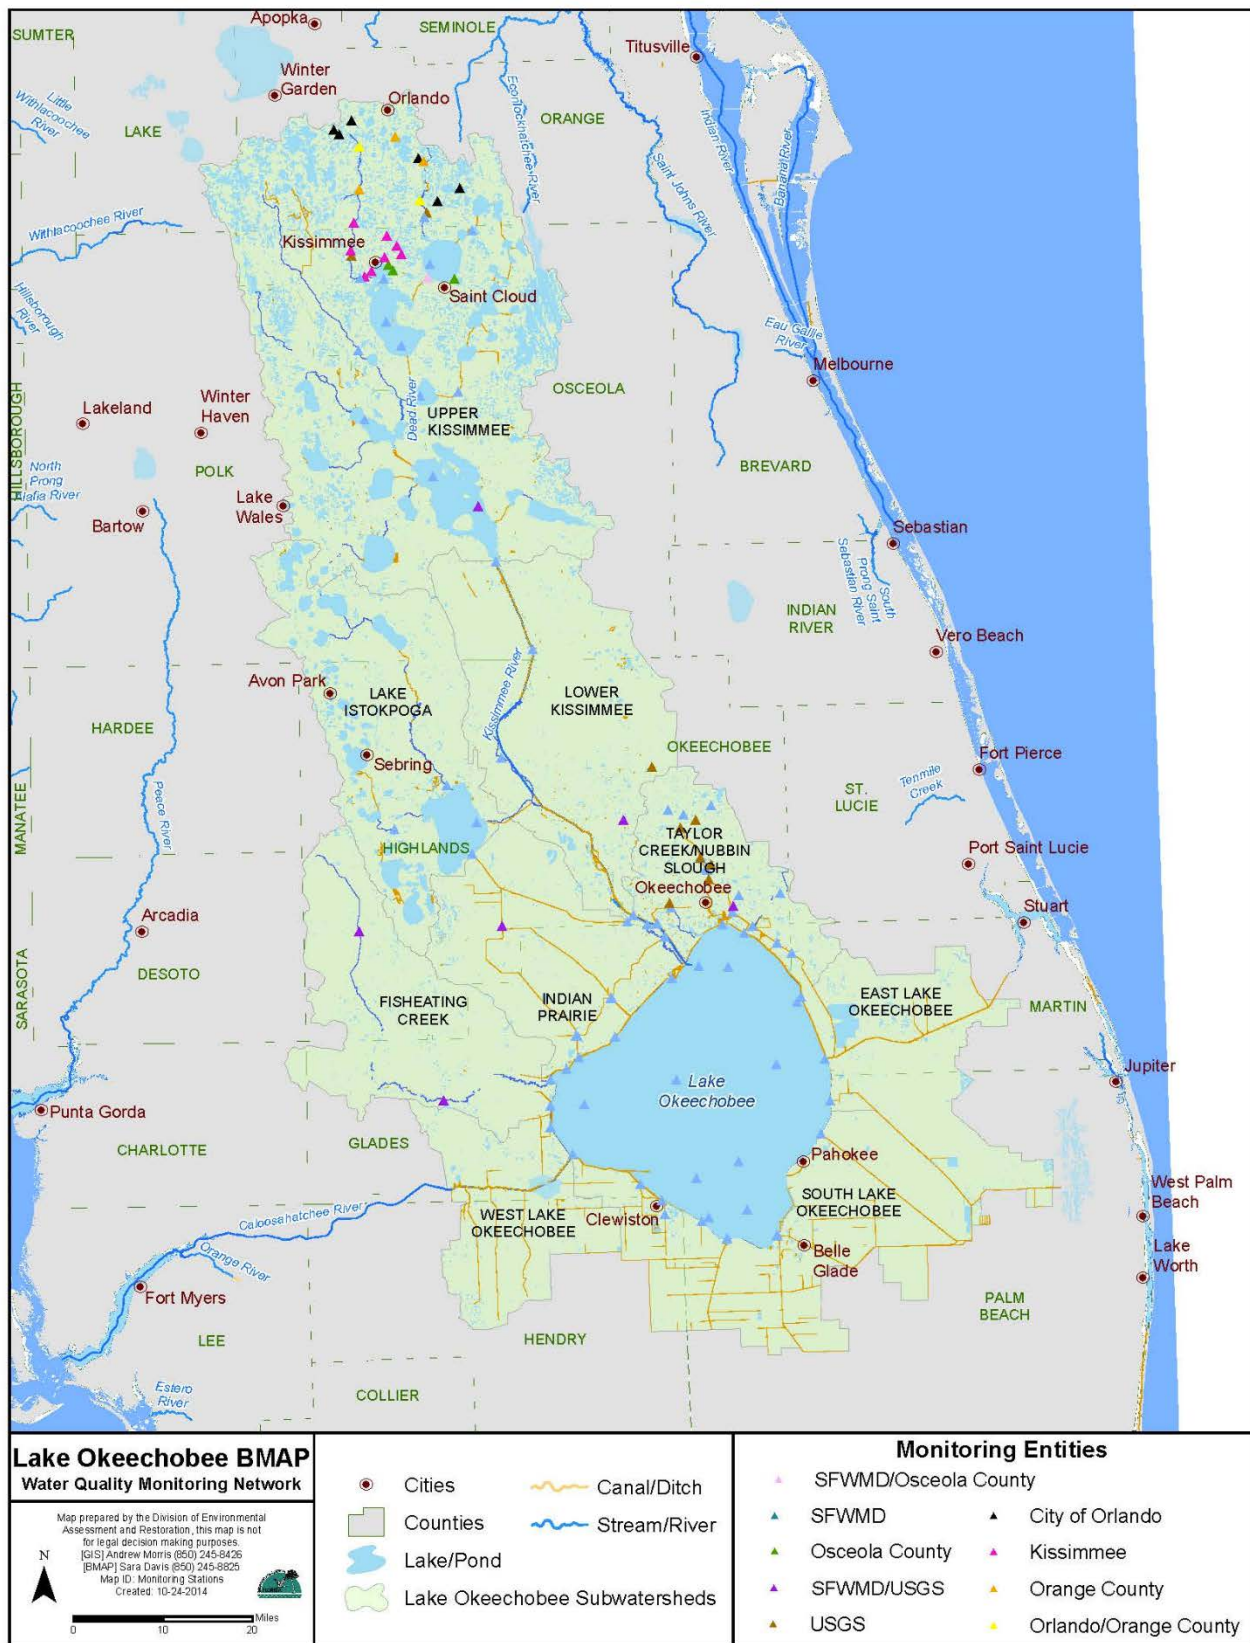 Apopka
SEMINOLE
SUMTER
Titusville
Winter
Garden
Orlando
Little
Withlacoochee
River
LAKE
Econlockhatchee River
ORANGE
Indian River
Banana River
Saint Johns River
Withlacoochee River
Kissimmee
Saint Cloud
Hillsborough
River
Eau Gallie
River
Melbourne
OSCEOLA
Lakeland
Winter
Haven
Dead River
UPPER
KISSIMMEE
HILLSBOROUGH
North
Prong
Alafia River
POLK
BREVARD
Bartow
Lake
Wales
Sebastian
South
Prong Saint
Sebastian River
INDIAN
RIVER
Vero Beach
Avon Park
LAKE
ISTOKPOGA
Kissimmee River
LOWER
KISSIMMEE
HARDEE
OKEECHOBEE
Sebring
Fort Pierce
Peace River
ST.
LUCIE
Tenmile
Creek
MANATEE
HIGHLANDS
TAYLOR
CREEK/NUBBIN
SLOUGH
Port Saint Lucie
Okeechobee
Arcadia
Stuart
SARASOTA
DESOTO
FISHEATING
CREEK
INDIAN
PRAIRIE
EAST LAKE
OKEECHOBEE
MARTIN
Lake
Okeechobee
Jupiter
Punta Gorda
CHARLOTTE
GLADES
Pahokee
West Palm
Beach
Caloosahatchee River
WEST LAKE
OKEECHOBEE
Clewiston
SOUTH LAKE
OKEECHOBEE
Orange River
Belle
Glade
Lake
Worth
Fort Myers
PALM
BEACH
LEE
HENDRY
Estero
River
COLLIER
Lake Okeechobee BMAP
Water Quality Monitoring Network
Map prepared by the Division of Environmental
Assessment and Restoration, this map is not
for legal decision making purposes.
[GIS] Andrew Morris (850) 245-8426
[BMAP] Sara Davis (850) 245-8825
Map ID: Monitoring Stations
Created: 10-24-2014
N
Miles
0 10 20
Cities
Counties
Lake/Pond
Lake Okeechobee Subwatersheds
Canal/Ditch
Stream/River
Monitoring Entities
SFWMD/Osceola County
SFWMD
Osceola County
SFWMD/USGS
USGS
City of Orlando
Kissimmee
Orange County
Orlando/Orange County